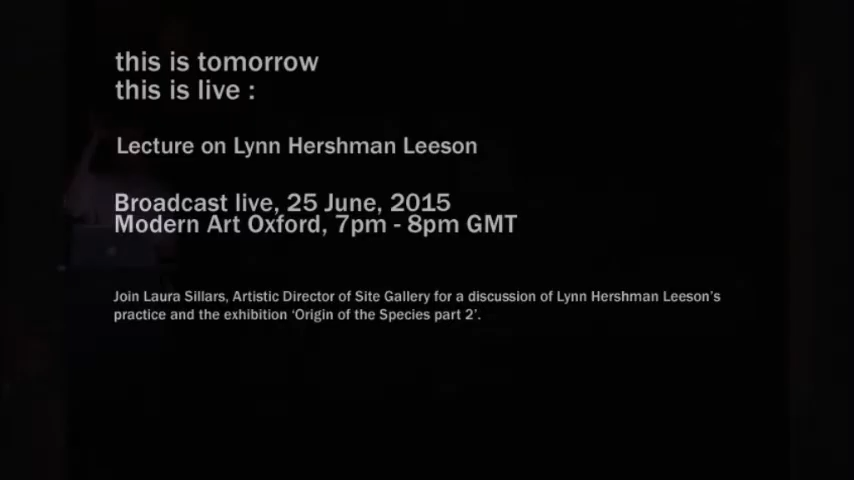 this is tomorrow
this is live :
Lecture on Lynn Hershman Leeson
Broadcast live, 25 June, 2015
Modern Art Oxford, 7pm - 8pm GMT
Join Laura Sillars, Artistic Director of Site Gallery for a discussion of Lynn Hershman Leeson’s
practice and the exhibition ‘Origin of the Species part 2’.